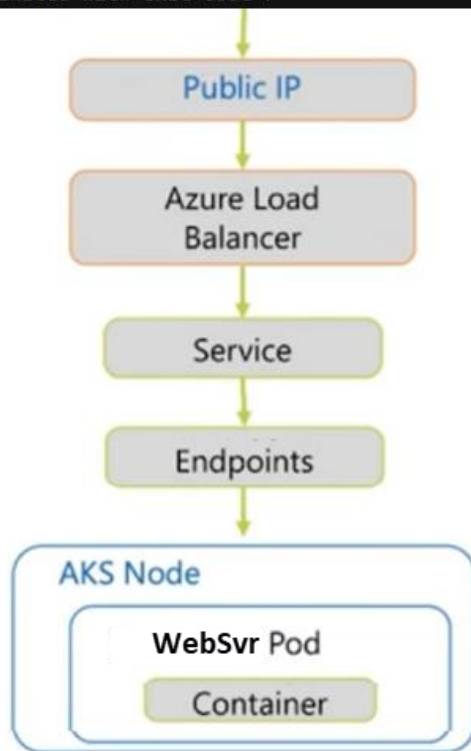 Public IP
Azure Load
Balancer
Service
Endpoints
AKS Node
WebSvr Pod
Container